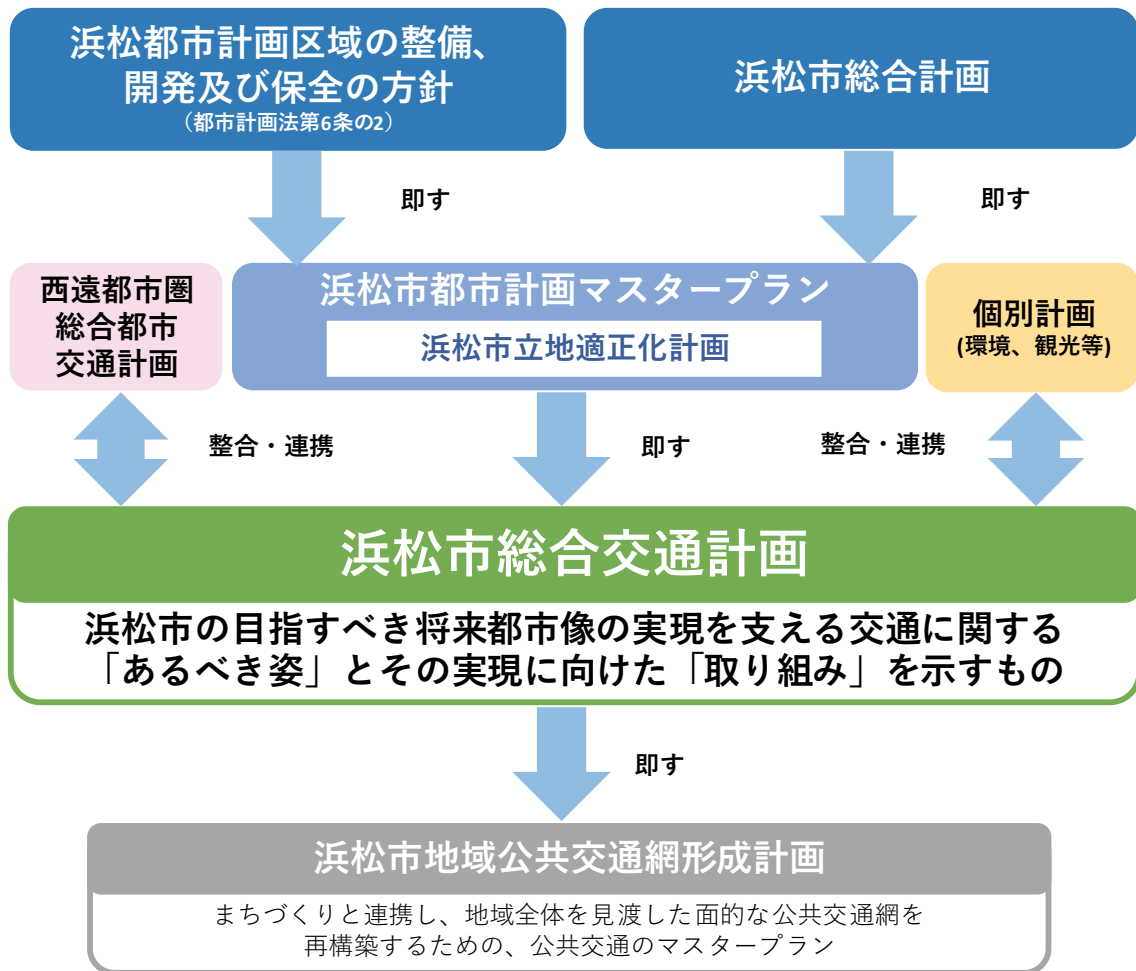 浜松都市計画区域の整備、
開発及び保全の方針
（都市計画法第6条の2）
浜松市総合計画
即す
即す
西遠都市圏
総合都市
交通計画
浜松市都市計画マスタープラン
浜松市立地適正化計画
個別計画
(環境、観光等)
整合・連携
即す
整合・連携
浜松市総合交通計画
浜松市の目指すべき将来都市像の実現を支える交通に関する
「あるべき姿」とその実現に向けた「取り組み」を示すもの
即す
浜松市地域公共交通網形成計画
まちづくりと連携し、地域全体を見渡した面的な公共交通網を
再構築するための、公共交通のマスタープラン